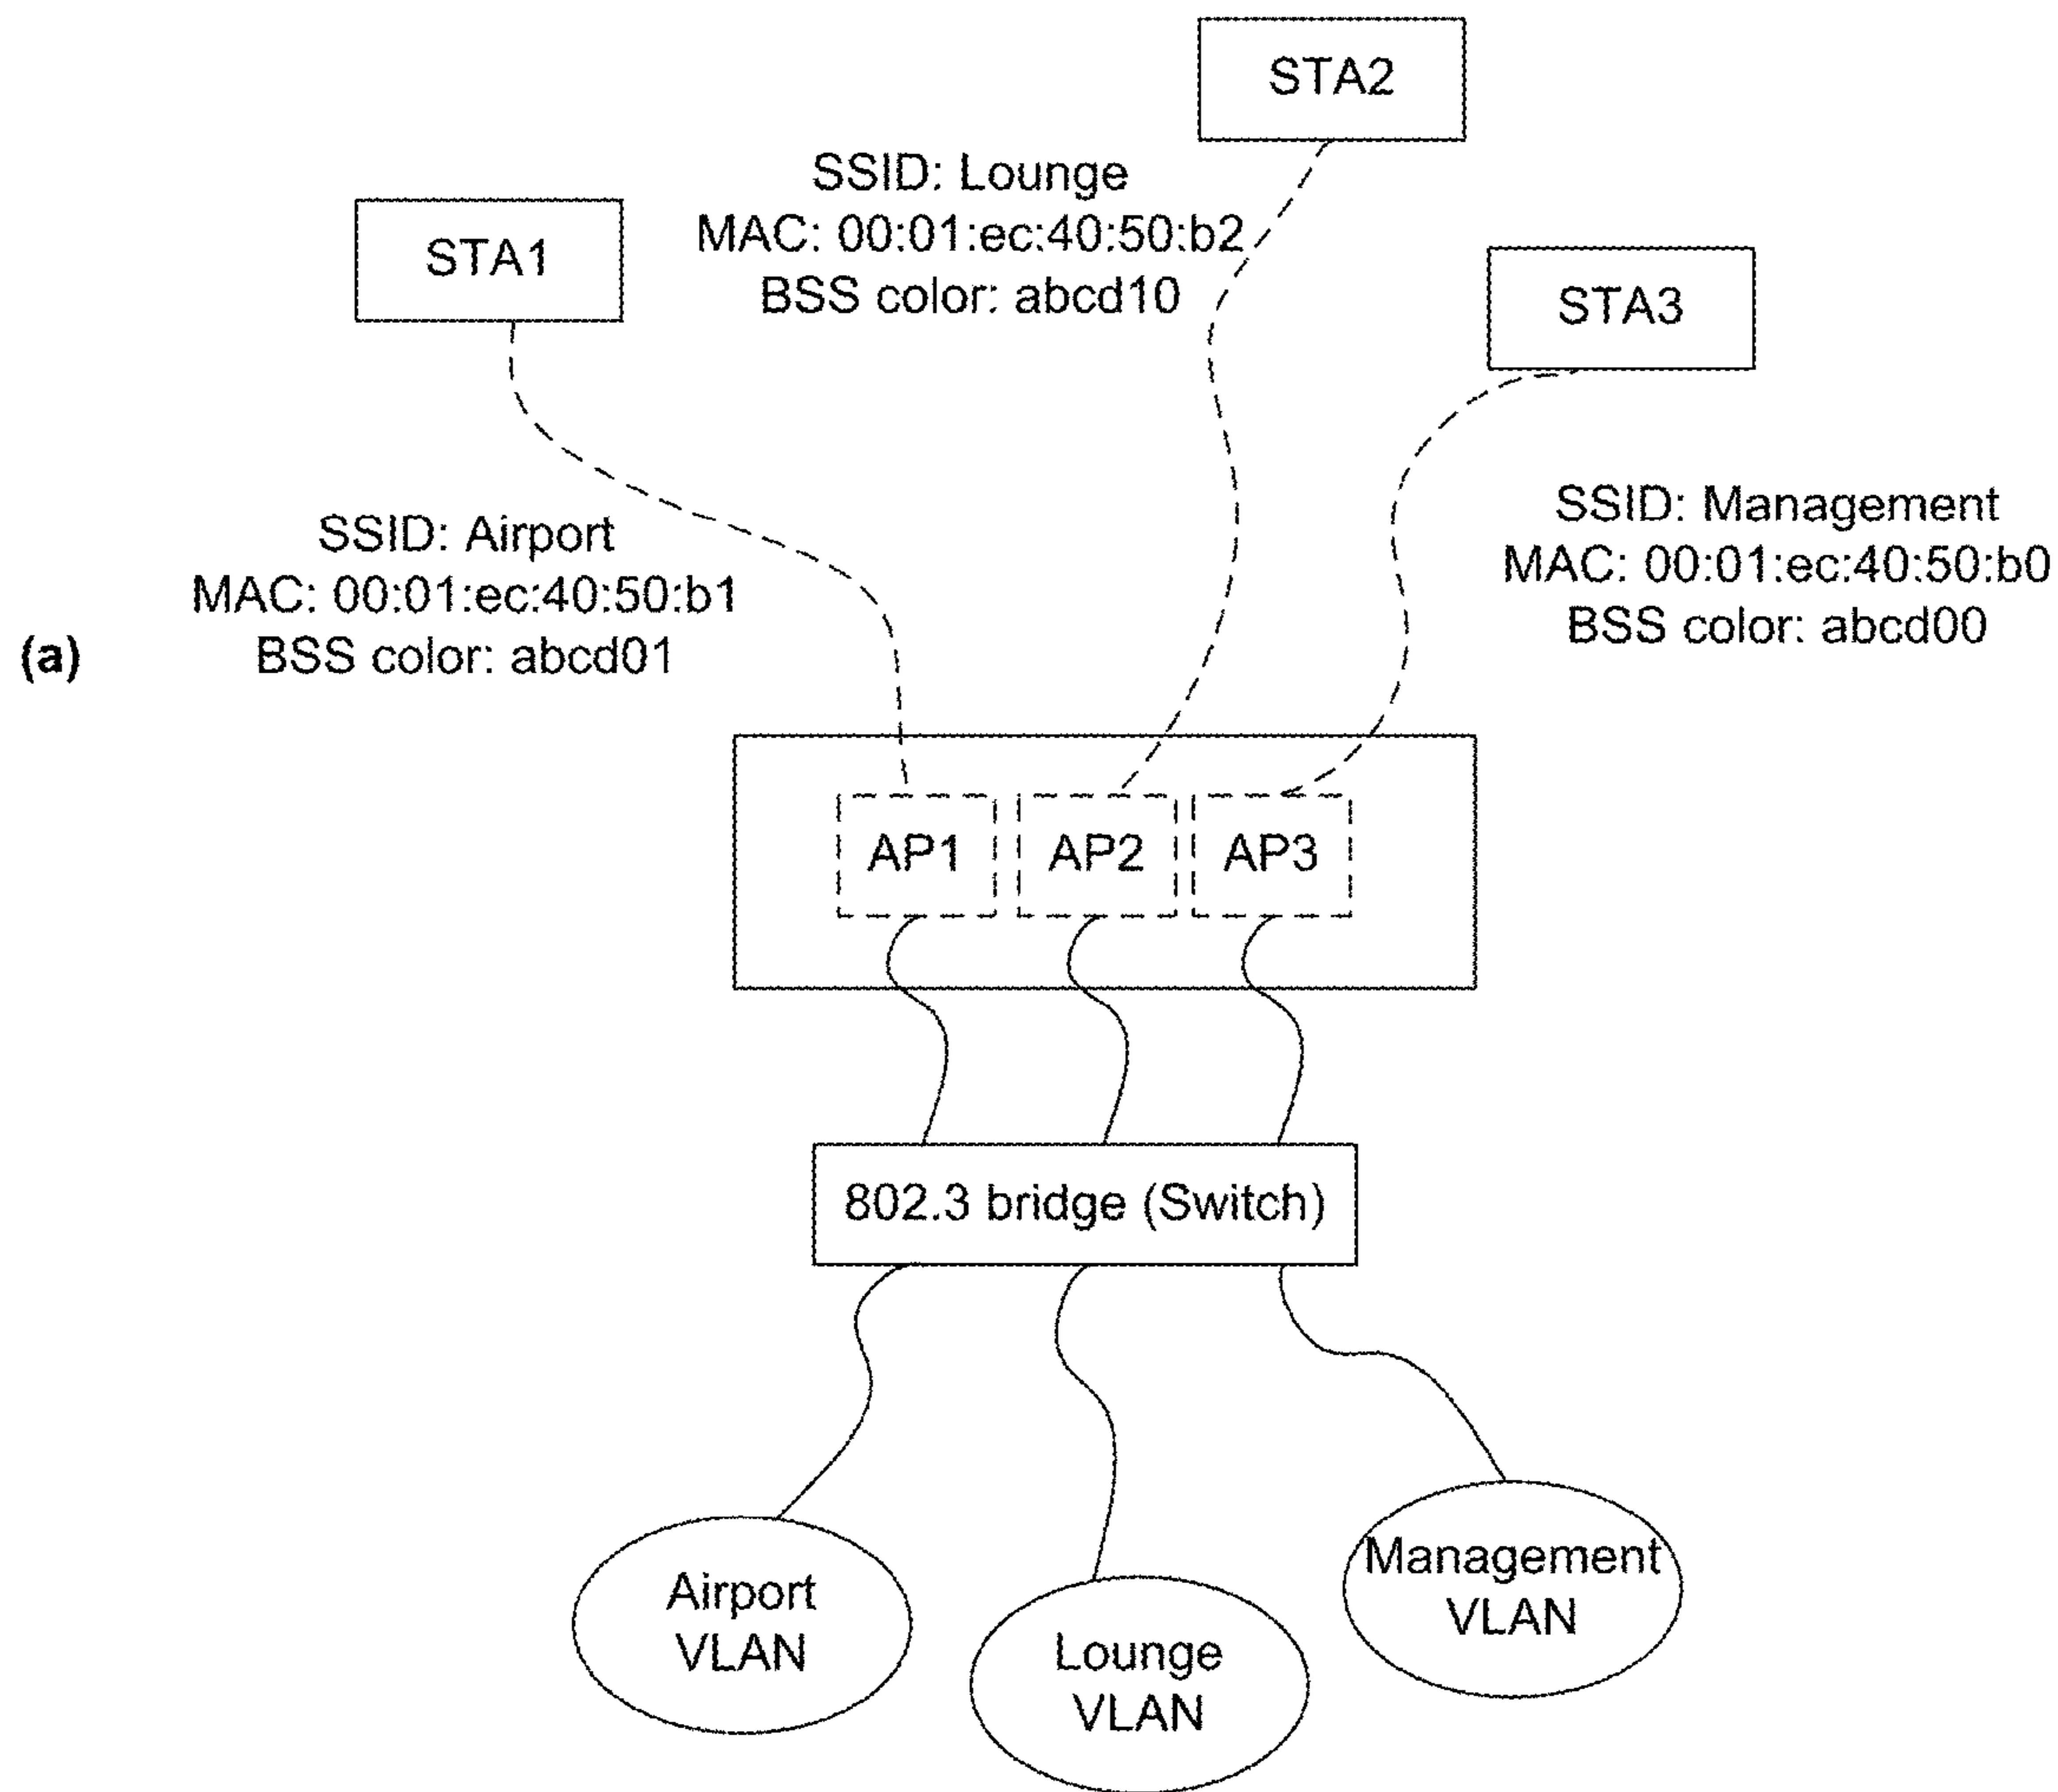 STA2
SSID: Lounge
MAC: 00:01:ec:40:50:b2
BSS color: abcd10
STA1
STA3
SSID: Airport
MAC: 00:01:ec:40:50:b1
BSS color: abcd01
SSID: Management
MAC: 00:01:ec:40:50:b0
BSS color: abcd00
(a)
AP1
AP2
AP3
802.3 bridge (Switch)
Airport
VLAN
Lounge
VLAN
Management
VLAN